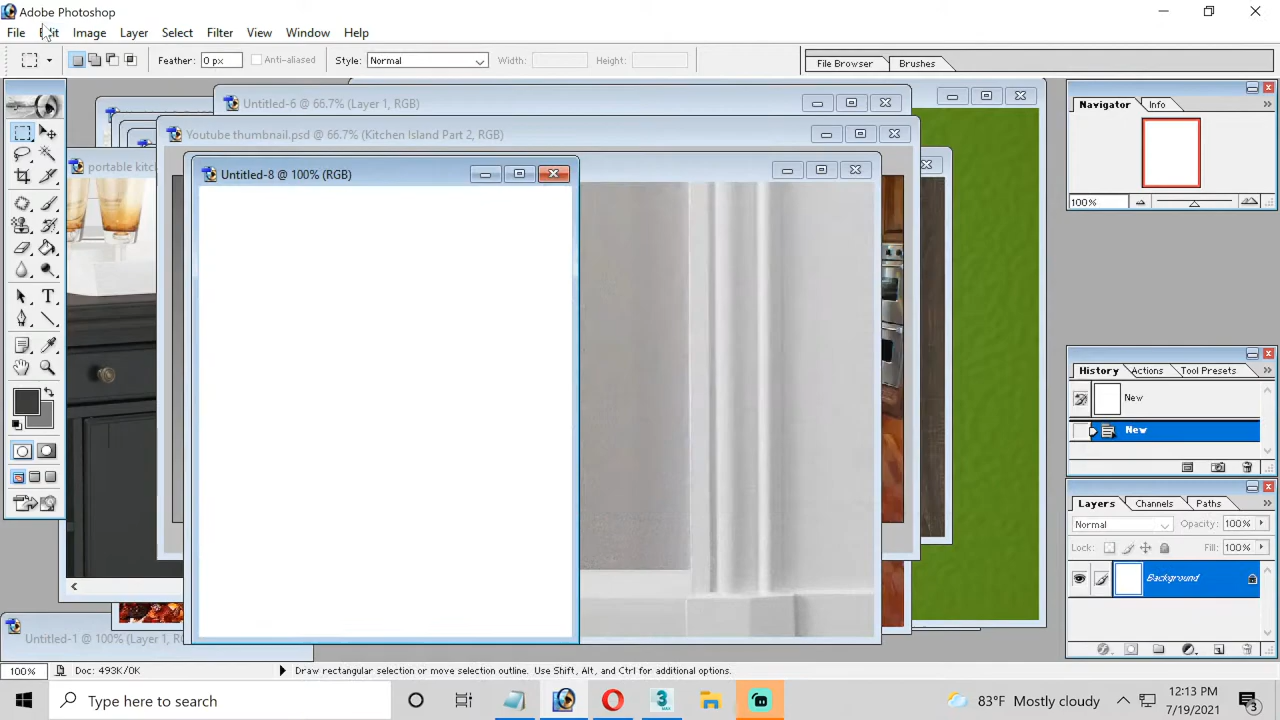 Adobe Photoshop
File Edit Image Layer Select Filter View Window Help
Feather: 0 px Anti-aliased Style: Normal Width: Height: File Browser Brushes
Untitled-6 @ 66.7% (Layer 1, RGB)
Youtube thumbnail.psd @ 66.7% (Kitchen Island Part 2, RGB)
portable kitc
Untitled-8 @ 100% (RGB)
Navigator Info
100%
History Actions Tool Presets
New
New
Layers Channels Paths
Normal Opacity: 100%
Lock: Fill: 100%
Background
Untitled-1 @ 66.7% (Layer 1, RG
100% Doc: 493K/0K Draw rectangular selection or move selection outline. Use Shift, Alt, and Ctrl for additional options.
Type here to search
83°F Mostly cloudy
12:13 PM
7/19/2021
3